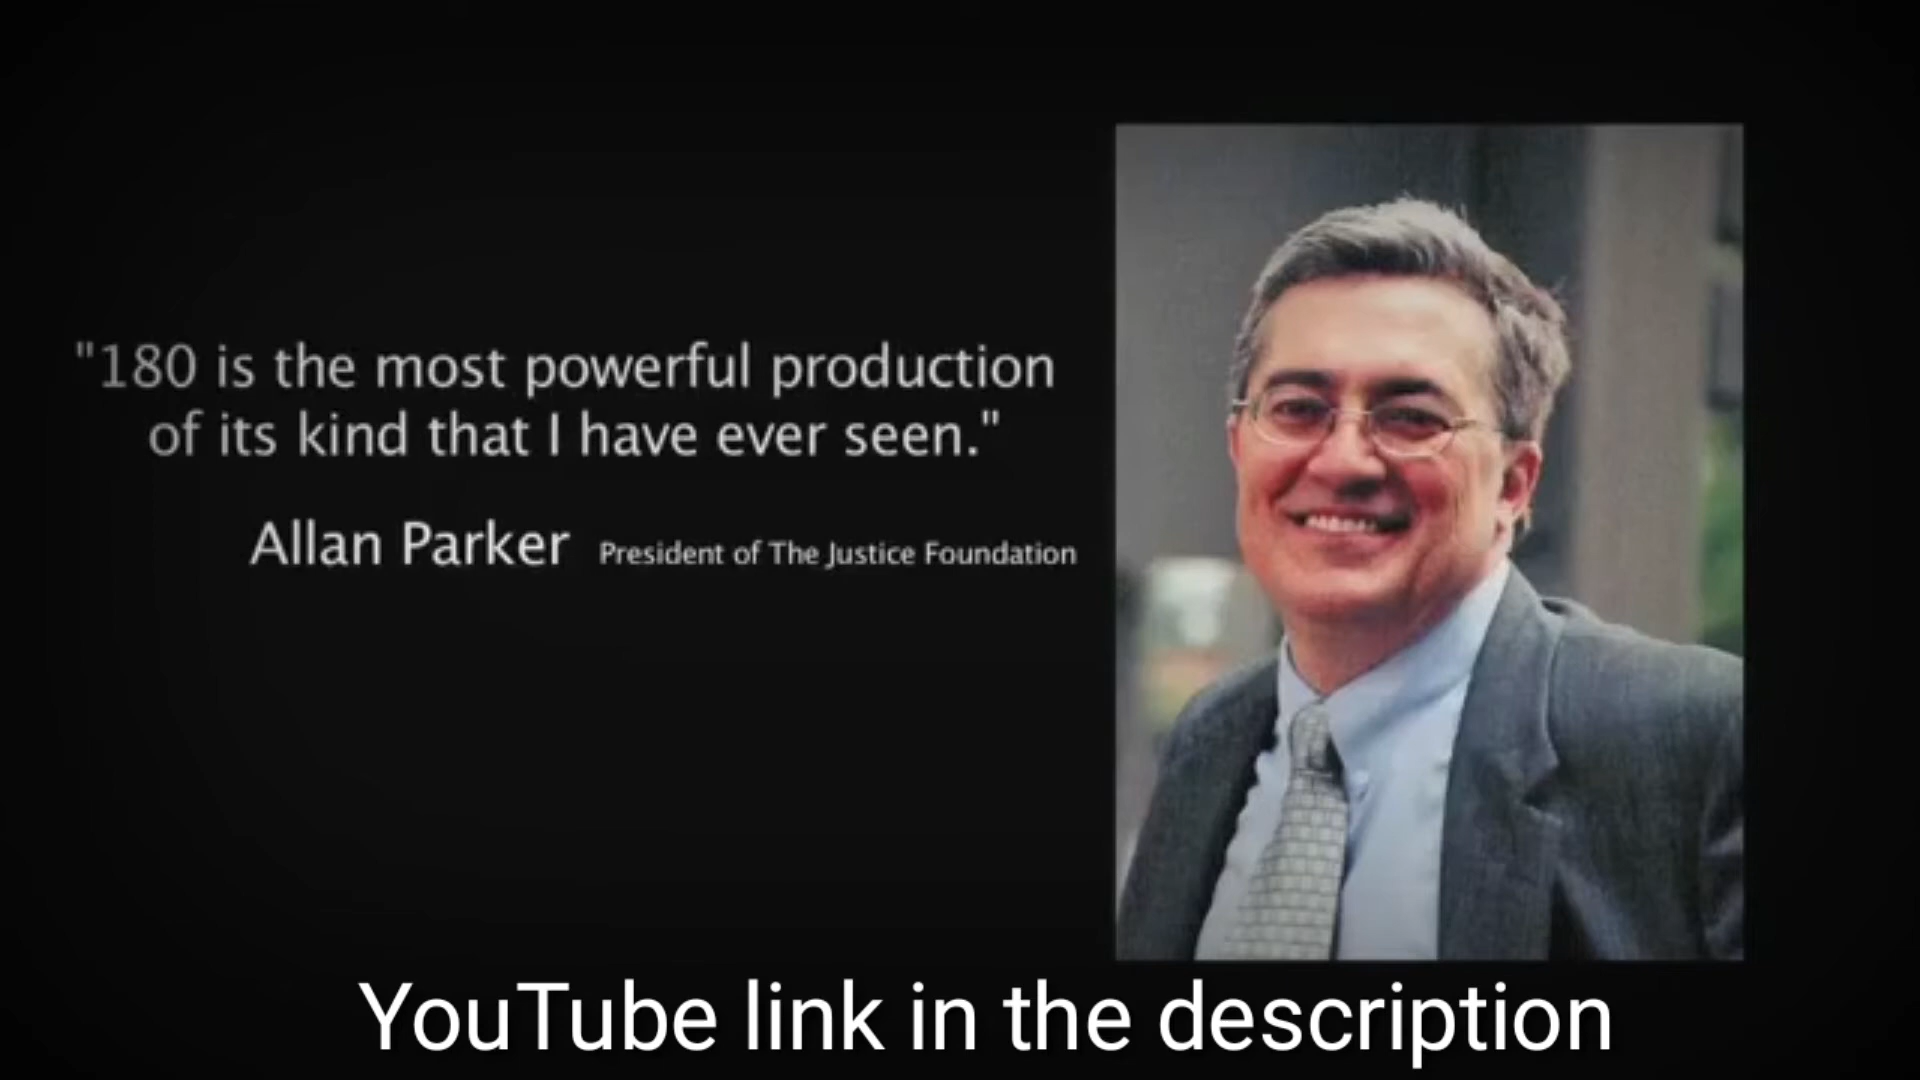 "180 is the most powerful production
of its kind that I have ever seen."
Allan Parker President of The Justice Foundation
YouTube link in the description